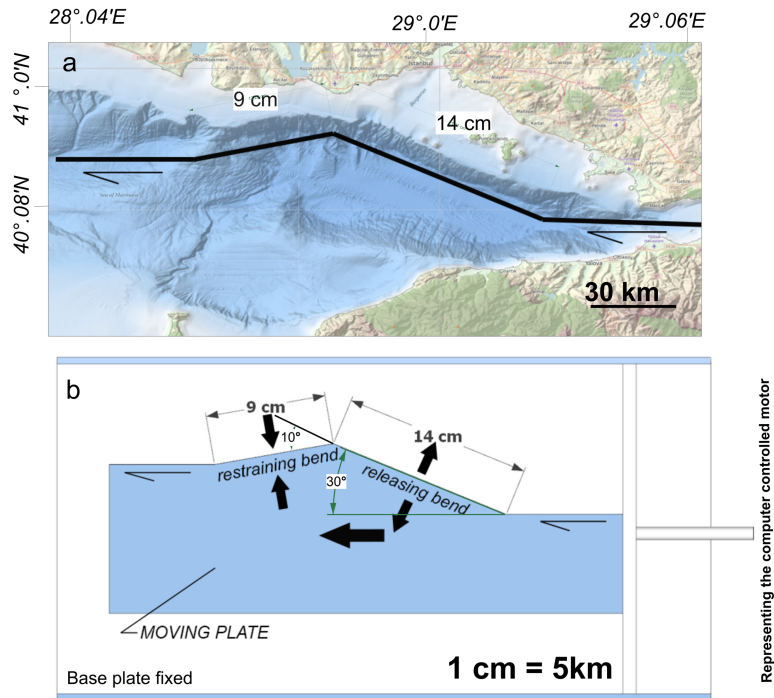 28°.04'E
29°.0'E
29°.06'E
a
41°.0'N
9 cm
14 cm
Istanbul
40°.08'N
30 km
b
9 cm
10°
14 cm
restraining bend
releasing bend
30°
MOVING PLATE
Base plate fixed
1 cm = 5km
Representing the computer controlled motor